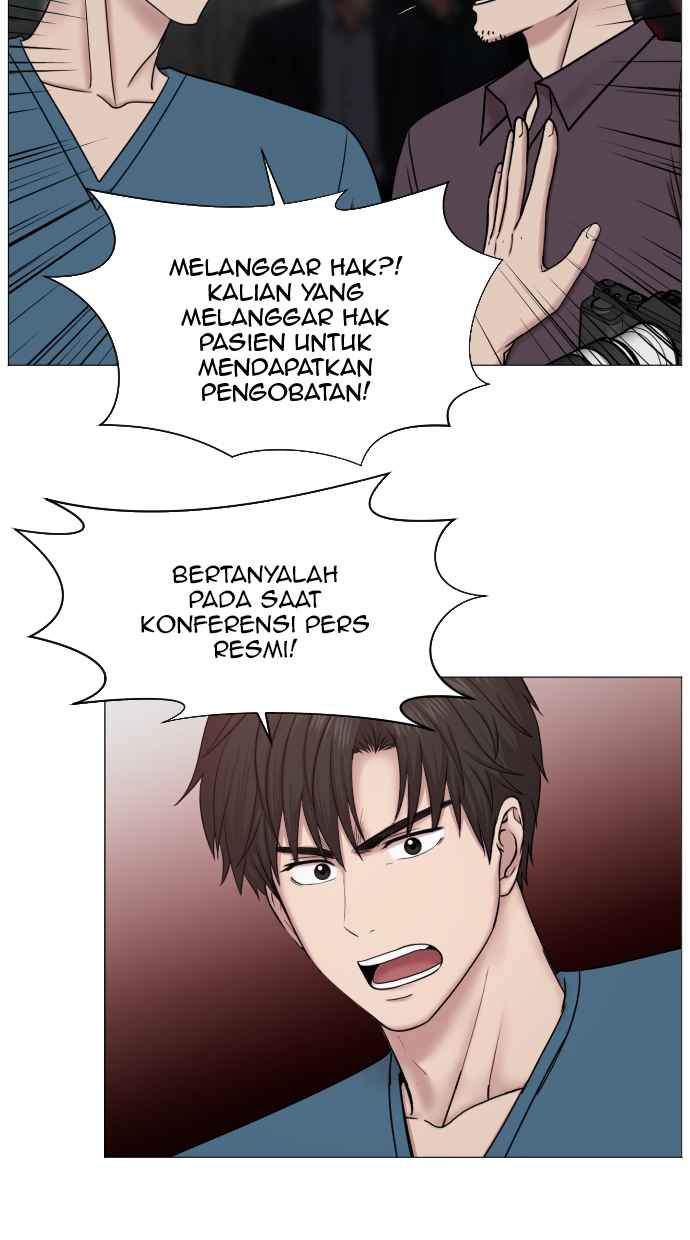 MELANGGAR HAK?!
KALIAN YANG
MELANGGAR HAK
PASIEN UNTUK
MENDAPATKAN
PENGOBATAN!
BERTANYALAH
PADA SAAT
KONFERENSI PERS
RESMI!